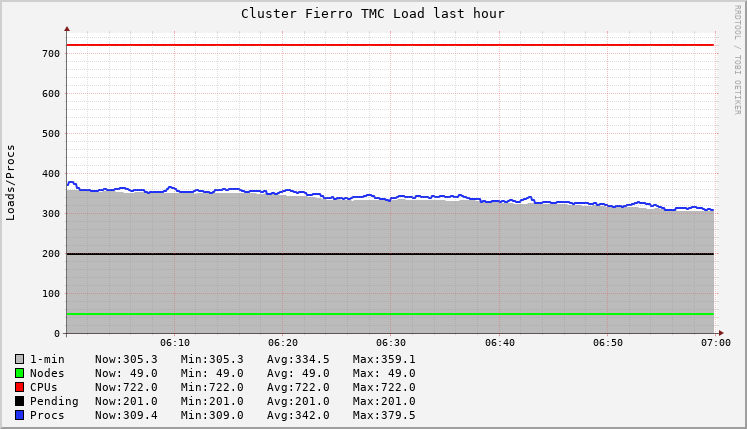 Cluster Fierro TMC Load last hour
RRDTOOL / TOBI OETIKER
Loads/Procs
700
600
500
400
300
200
100
0
06:10 06:20 06:30 06:40 06:50 07:00
1-min Now:305.3 Min:305.3 Avg:334.5 Max:359.1
Nodes Now: 49.0 Min: 49.0 Avg: 49.0 Max: 49.0
CPUs Now:722.0 Min:722.0 Avg:722.0 Max:722.0
Pending Now:201.0 Min:201.0 Avg:201.0 Max:201.0
Procs Now:309.4 Min:309.0 Avg:342.0 Max:379.5